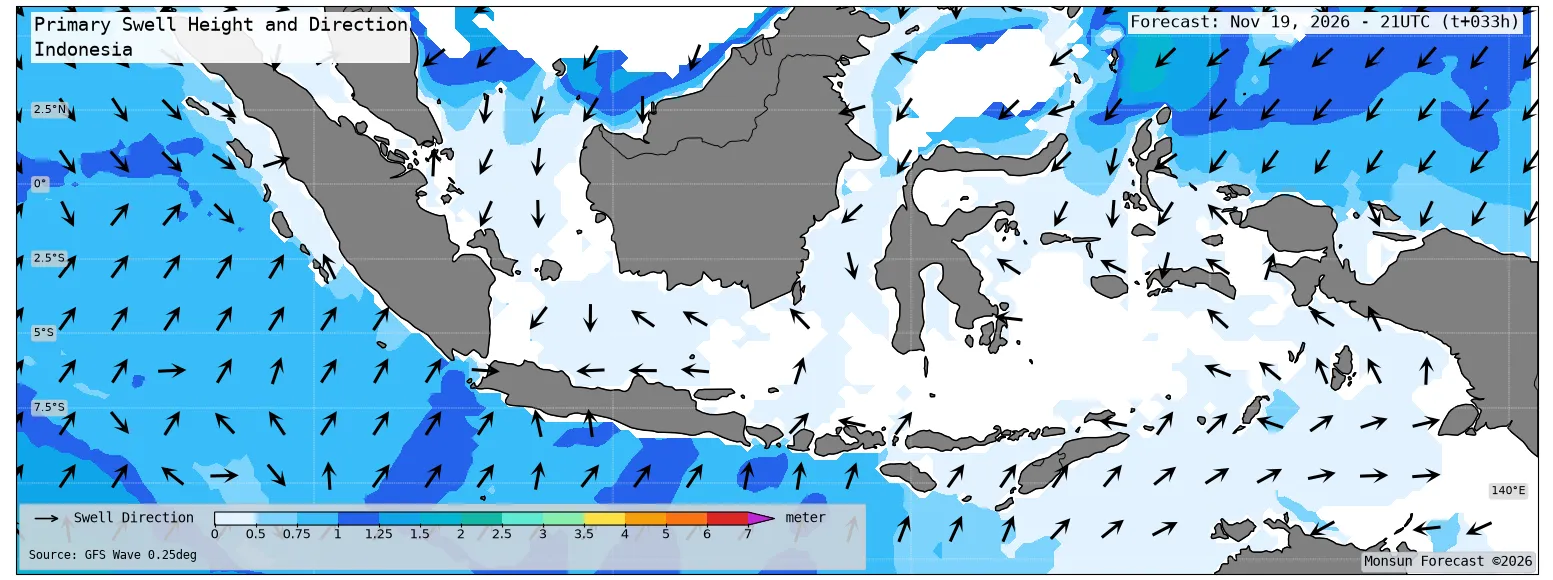 Primary Swell Height and Direction
Indonesia
Forecast: Nov 19, 2026 - 21UTC (t+033h)
2.5°N
0°
2.5°S
5°S
7.5°S
140°E
Swell Direction
0 0.5 0.75 1 1.25 1.5 2 2.5 3 3.5 4 5 6 7
meter
Source: GFS Wave 0.25deg
Monsun Forecast ©2026